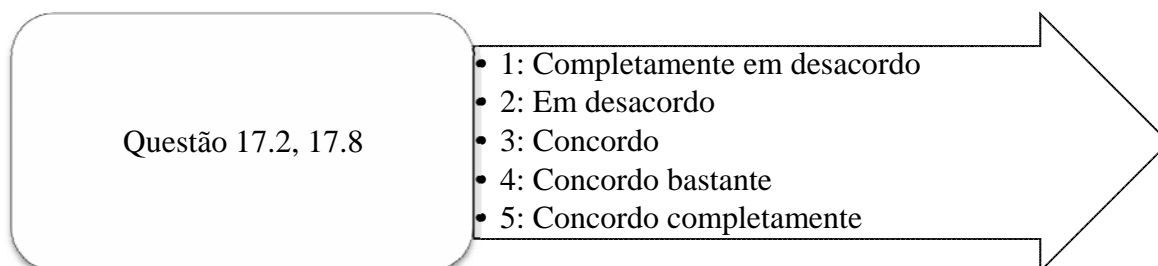 Questão 17.2, 17.8
• 1: Completamente em desacordo
• 2: Em desacordo
• 3: Concordo
• 4: Concordo bastante
• 5: Concordo completamente